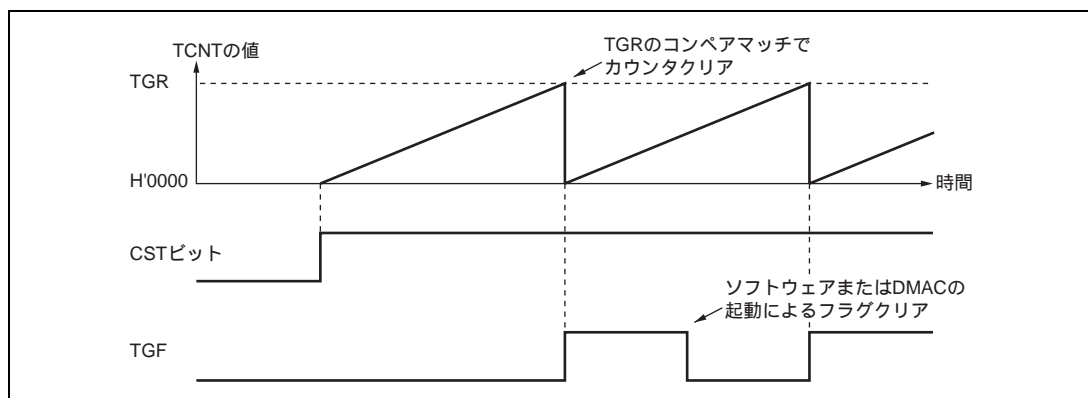 TCNTの値
TGRのコンペアマッチで
カウンタクリア
TGR
H'0000
時間
CSTビット
ソフトウェアまたはDMACの
起動によるフラグクリア
TGF